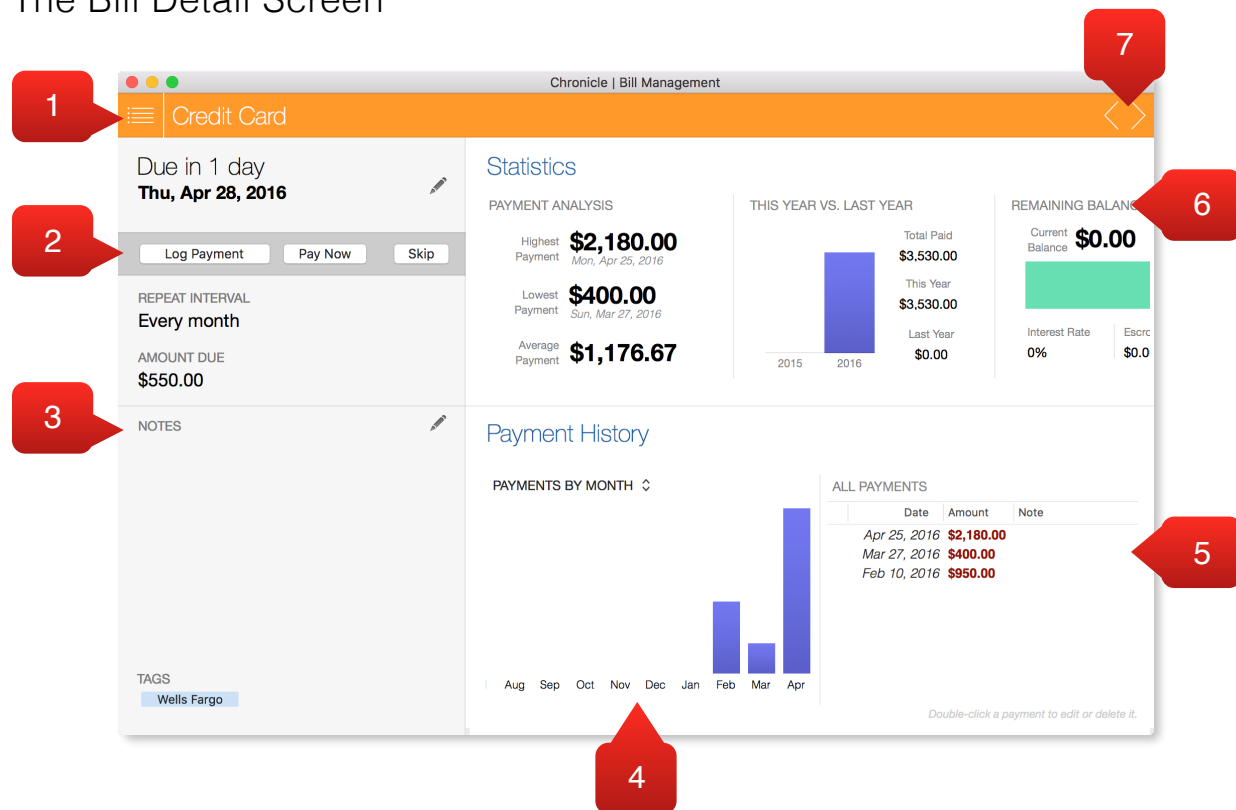 The Bill Detail Screen
7
Chronicle | Bill Management
1
Credit Card
Due in 1 day
Thu, Apr 28, 2016
2
Log Payment Pay Now Skip
REPEAT INTERVAL
Every month
AMOUNT DUE
$550.00
3
NOTES
TAGS
Wells Fargo
Statistics
PAYMENT ANALYSIS
Highest Payment $2,180.00
Mon, Apr 25, 2016
Lowest Payment $400.00
Sun, Mar 27, 2016
Average Payment $1,176.67
THIS YEAR VS. LAST YEAR
Total Paid
$3,530.00
This Year
$3,530.00
Last Year
$0.00
2015 2016
REMAINING BALANC
6
Current Balance $0.00
Interest Rate Escro
0% $0.0
Payment History
PAYMENTS BY MONTH
Aug Sep Oct Nov Dec Jan Feb Mar Apr
4
ALL PAYMENTS
Date Amount Note
Apr 25, 2016 $2,180.00
Mar 27, 2016 $400.00
Feb 10, 2016 $950.00
5
Double-click a payment to edit or delete it.